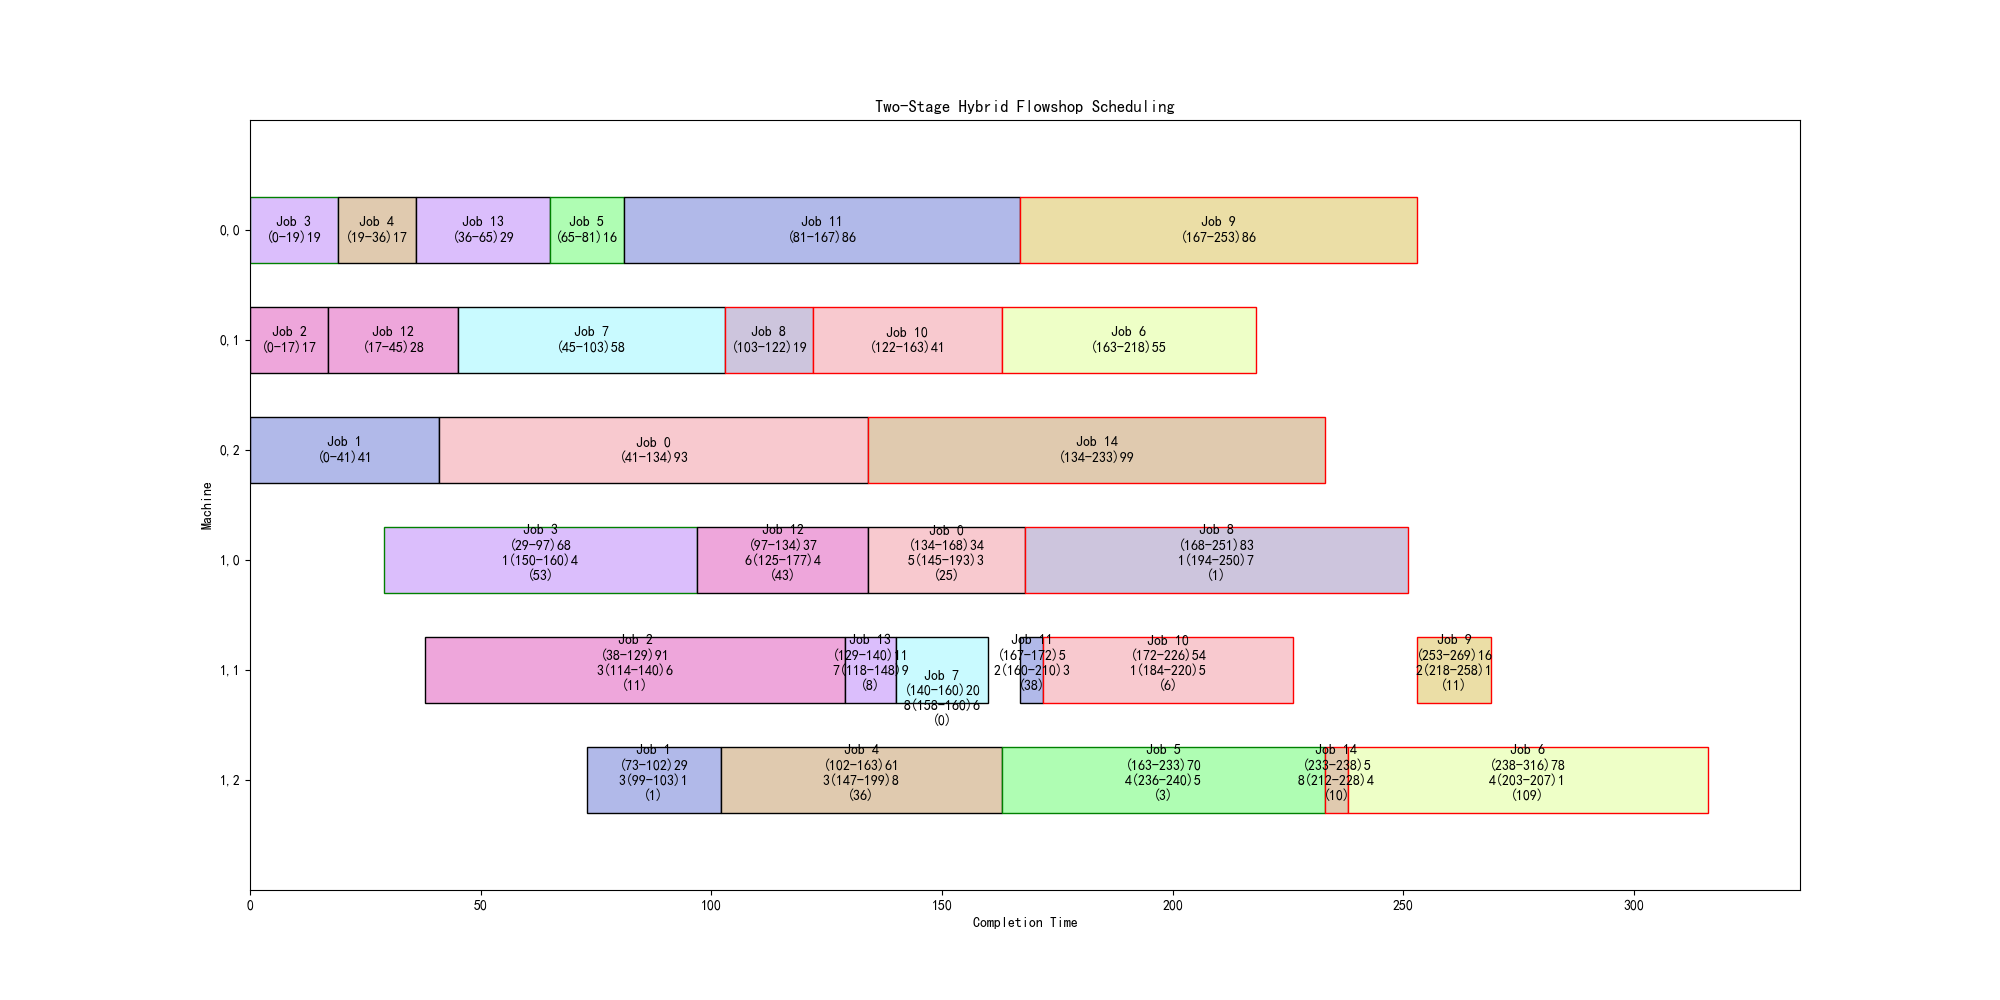 Two-Stage Hybrid Flowshop Scheduling
Machine
0,0
Job 3
(0-19)19
Job 4
(19-36)17
Job 13
(36-65)29
Job 5
(65-81)16
Job 11
(81-167)86
Job 9
(167-253)86
0,1
Job 2
(0-17)17
Job 12
(17-45)28
Job 7
(45-103)58
Job 8
(103-122)19
Job 10
(122-163)41
Job 6
(163-218)55
0,2
Job 1
(0-41)41
Job 0
(41-134)93
Job 14
(134-233)99
1,0
Job 3
(29-97)68
1(150-160)4
(53)
Job 12
(97-134)37
6(125-177)4
(43)
Job 0
(134-168)34
5(145-193)3
(25)
Job 8
(168-251)83
1(194-250)7
(1)
1,1
Job 2
(38-129)91
3(114-140)6
(11)
Job 13
(129-140)11
7(118-148)9
(8)
Job 7
(140-160)20
8(158-160)6
(0)
Job 11
(167-172)5
2(160-210)3
(38)
Job 10
(172-226)54
1(184-220)5
(6)
Job 9
(253-269)16
2(218-258)1
(11)
1,2
Job 1
(73-102)29
3(99-103)1
(1)
Job 4
(102-163)61
3(147-199)8
(36)
Job 5
(163-233)70
4(236-240)5
(3)
Job 14
(233-238)5
8(212-228)4
(10)
Job 6
(238-316)78
4(203-207)1
(109)
0
50
100
150
200
250
300
Completion Time